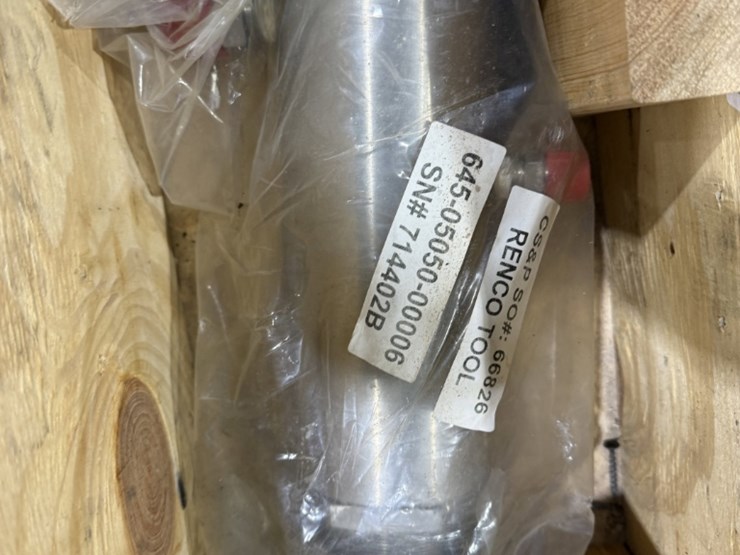 645-05050-00006
SN# 714402B
CS&P SO#: 66826
RENCO TOOL